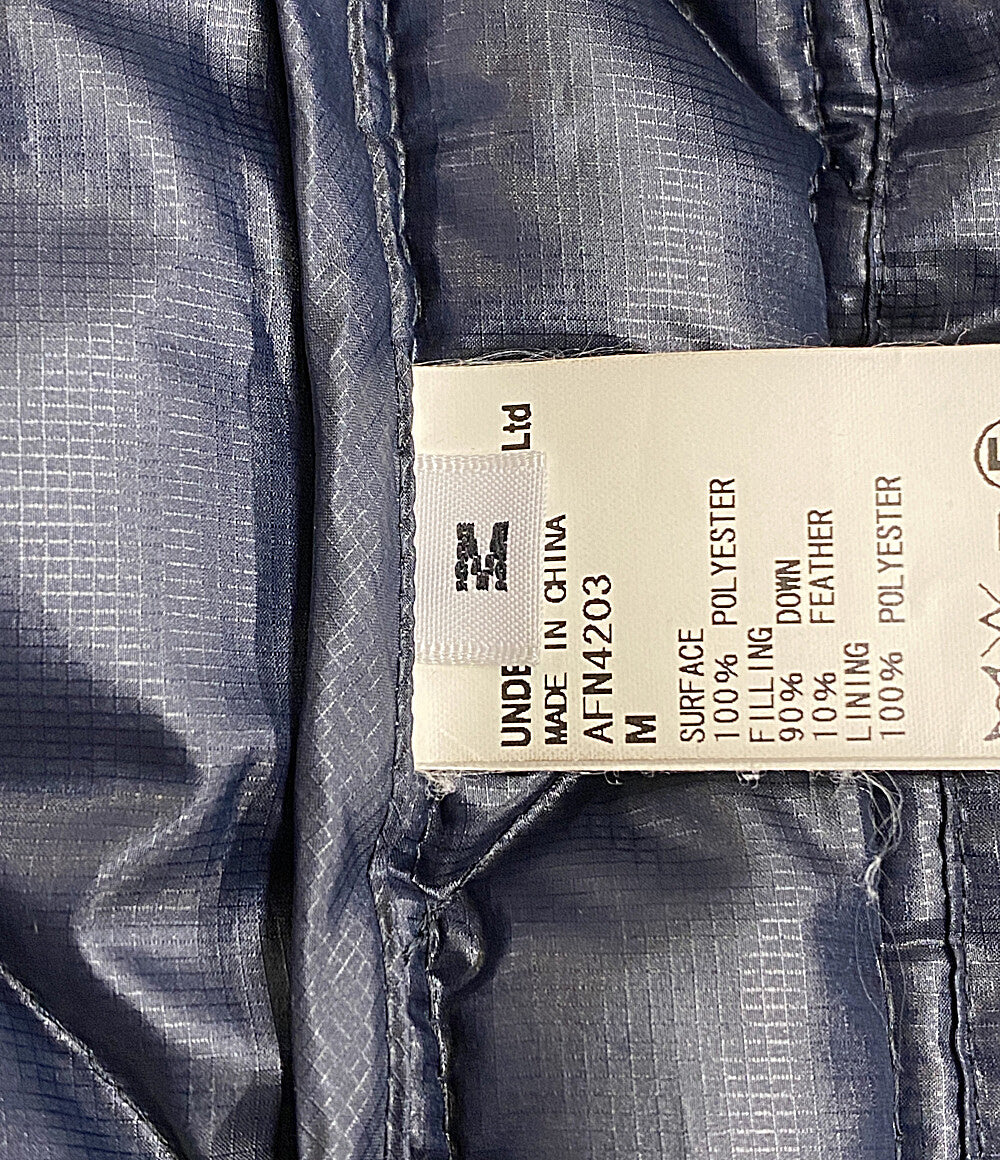 M
UNDE Ltd
MADE IN CHINA
AFN4203
M
SURFACE
100% POLYESTER
FILLING
90% DOWN
10% FEATHER
LINING
100% POLYESTER